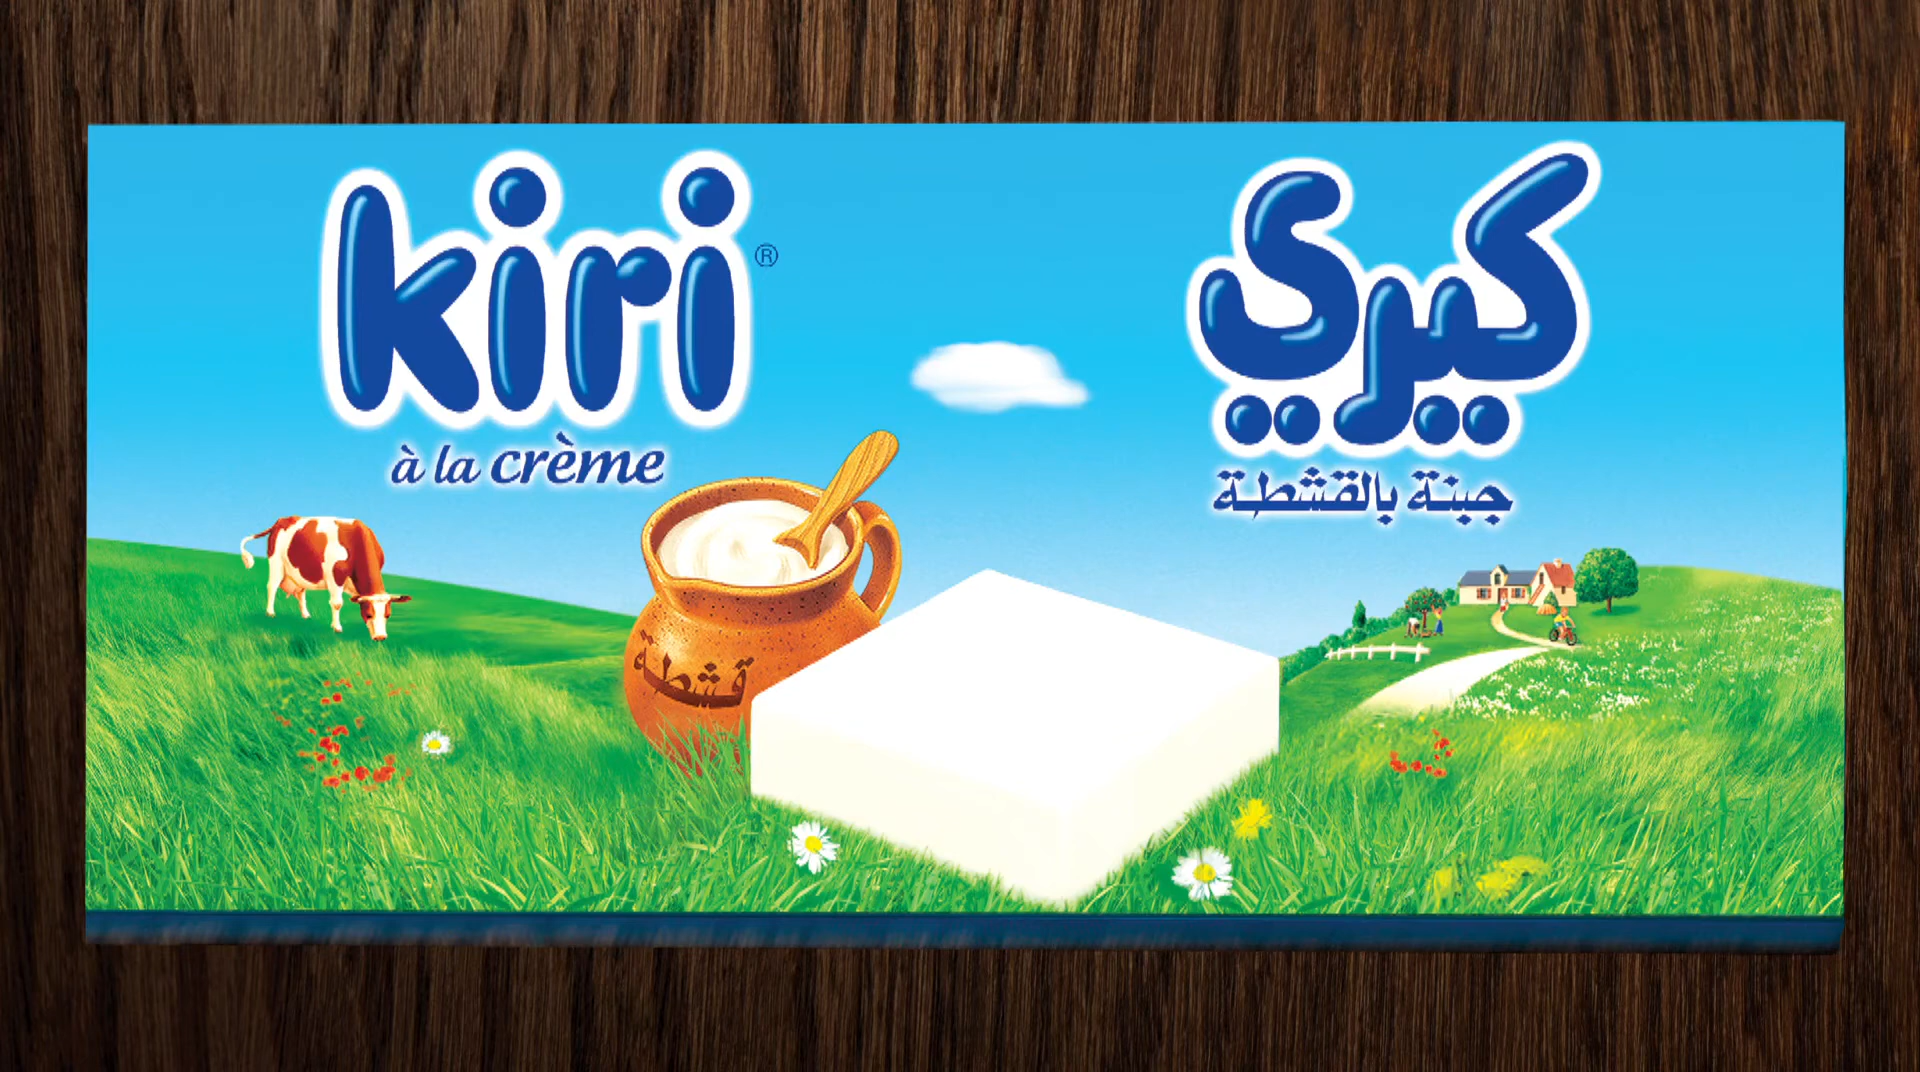 kiri®
à la crème
كيري
جبنة بالقشطة
قشطة